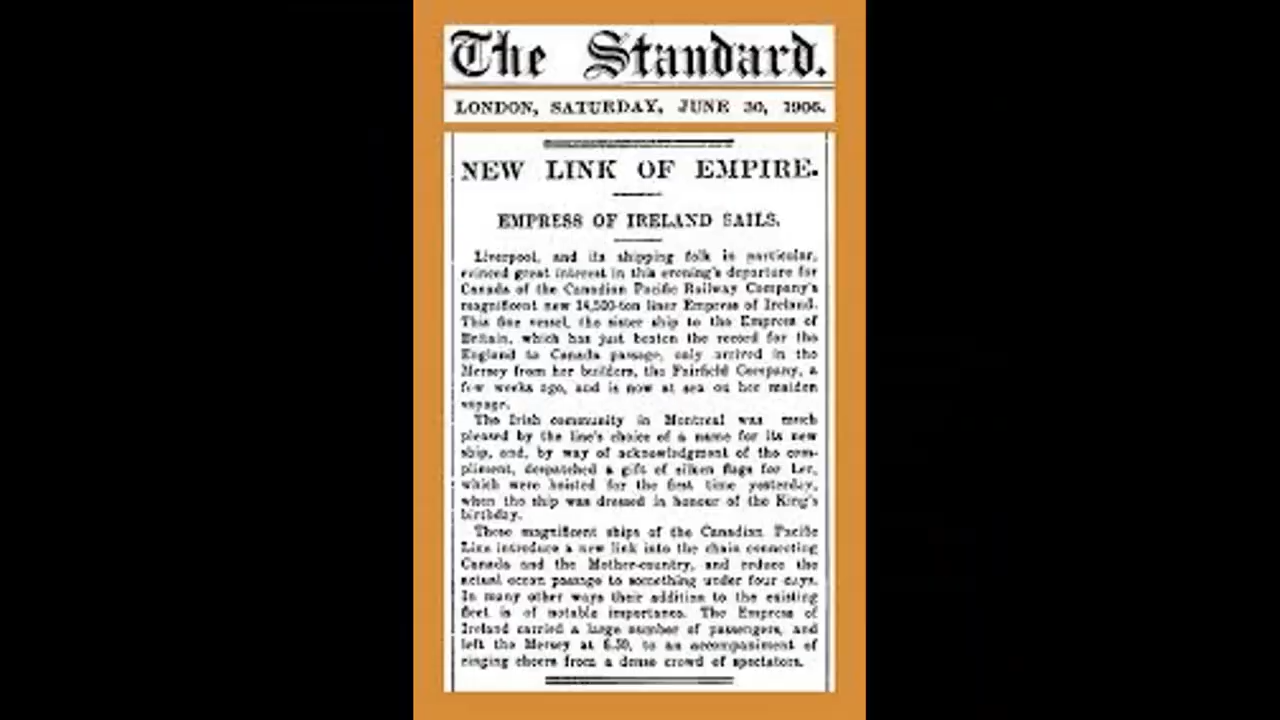 The Standard.
LONDON, SATURDAY, JUNE 30, 1906.
NEW LINK OF EMPIRE.
EMPRESS OF IRELAND SAILS.
Liverpool, and its shipping folk in particular,
evinced great interest in this evening's departure for
Canada of the Canadian Pacific Railway Company's
magnificent new 14,500-ton liner Empress of Ireland.
This fine vessel, the sister ship to the Empress of
Britain, which has just beaten the record for the
England to Canada passage, only arrived in the
Mersey from her builders, the Fairfield Company, a
few weeks ago, and is now at sea on her maiden
voyage.
The Irish community in Montreal was much
pleased by the line's choice of a name for its new
ship, and, by way of acknowledgment of the com-
pliment, despatched a gift of silken flags for her,
which were hoisted for the first time yesterday,
when the ship was dressed in honour of the King's
birthday.
These magnificent ships of the Canadian Pacific
Line introduce a new link into the chain connecting
Canada and the Mother-country, and reduce the
actual ocean passage to something under four days.
In many other ways their addition to the existing
fleet is of notable importance. The Empress of
Ireland carried a large number of passengers, and
left the Mersey at 6.50, to an accompaniment of
ringing cheers from a dense crowd of spectators.